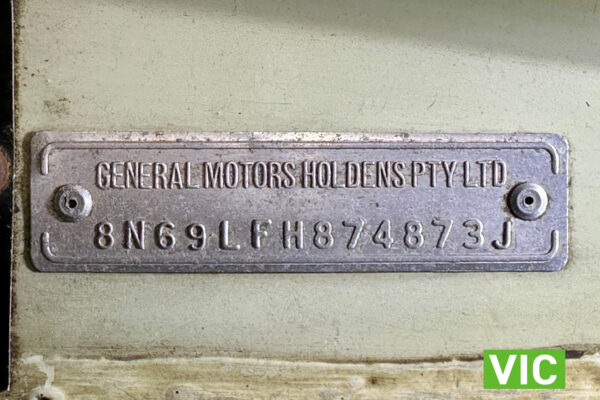 GENERAL MOTORS HOLDENS PTY LTD
8N69LFH874873J
VIC